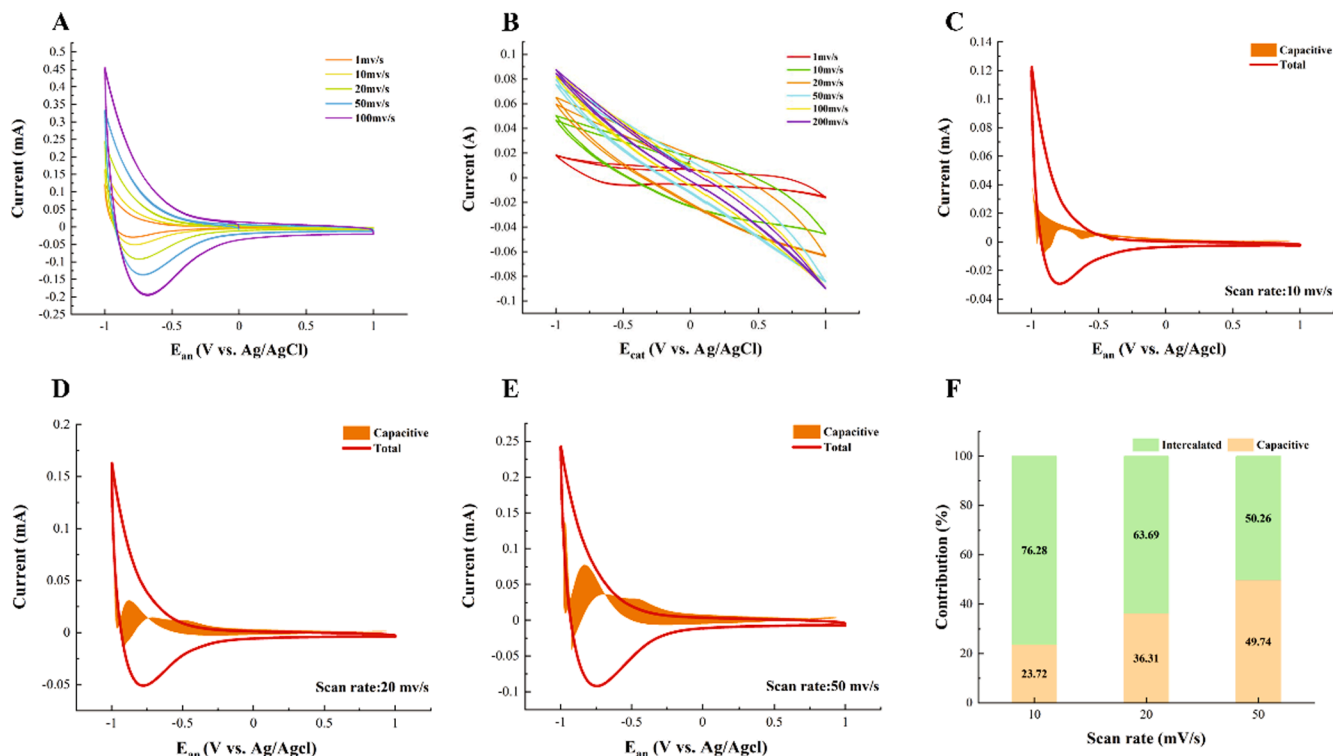 A
Current (mA)
0.5
0.45
0.4
0.35
0.3
0.25
0.2
0.15
0.1
0.05
0
-0.05
-0.1
-0.15
-0.2
-0.25
1mv/s
10mv/s
20mv/s
50mv/s
100mv/s
-1 -0.5 0 0.5 1
Ean (V vs. Ag/AgCl)
B
Current (A)
0.1
0.08
0.06
0.04
0.02
0
-0.02
-0.04
-0.06
-0.08
-0.1
1mv/s
10mv/s
20mv/s
50mv/s
100mv/s
200mv/s
-1 -0.5 0 0.5 1
Ecat (V vs. Ag/AgCl)
C
Current (mA)
0.14
0.12
0.10
0.08
0.06
0.04
0.02
0
-0.02
-0.04
Capacitive
Total
Scan rate:10 mv/s
-1 -0.5 0 0.5 1
Ean (V vs. Ag/Agcl)
D
Current (mA)
0.2
0.15
0.1
0.05
0
-0.05
Capacitive
Total
Scan rate:20 mv/s
-1 -0.5 0 0.5 1
Ean (V vs. Ag/Agcl)
E
Current (mA)
0.25
0.2
0.15
0.1
0.05
0
-0.05
-0.1
Capacitive
Total
Scan rate:50 mv/s
-1 -0.5 0 0.5 1
Ean (V vs. Ag/Agcl)
F
Contribution (%)
100
80
60
40
20
0
Intercalated Capacitive
76.28 63.69 50.26
23.72 36.31 49.74
10 20 50
Scan rate (mV/s)